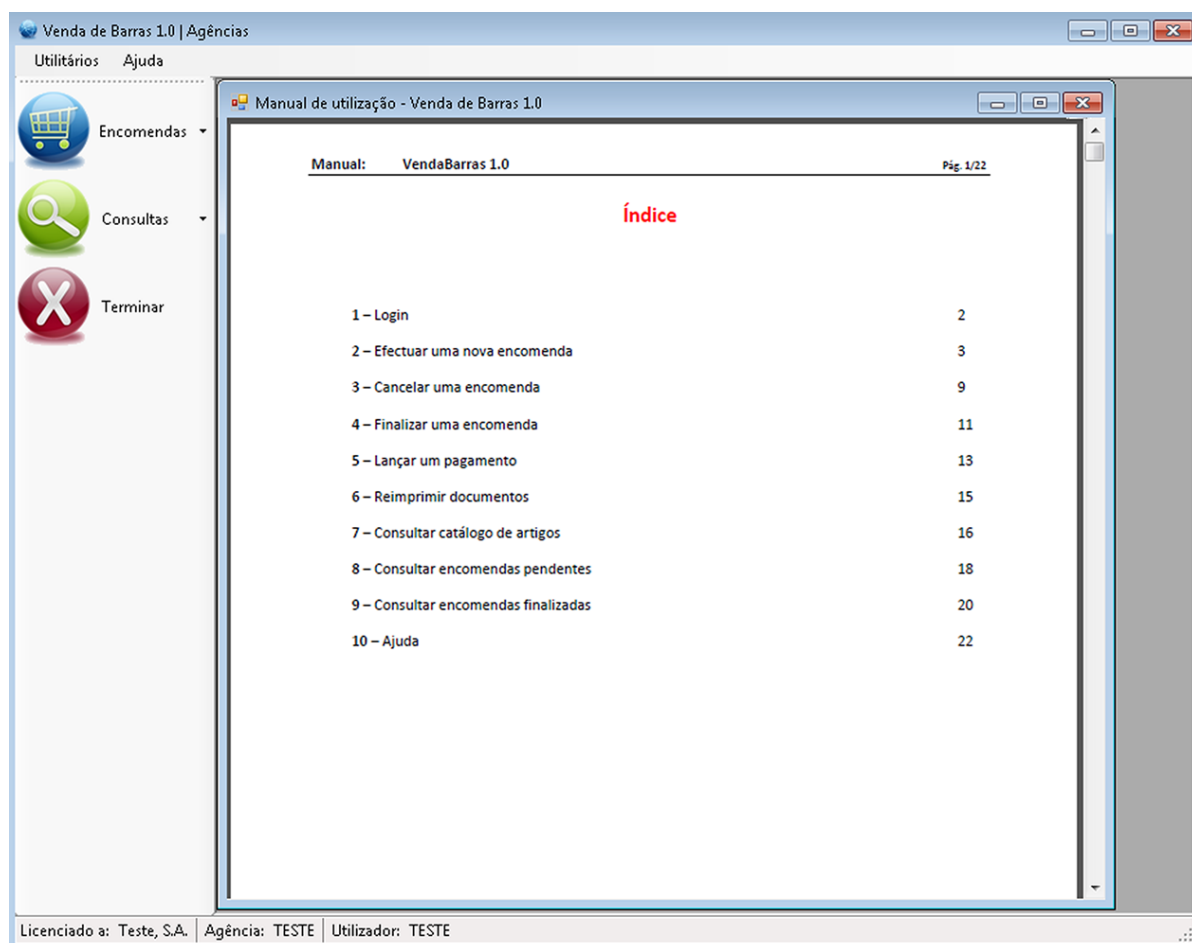 Venda de Barras 1.0 | Agências
Utilitários Ajuda
Encomendas
Consultas
Terminar
Manual de utilização - Venda de Barras 1.0
Manual: VendaBarras 1.0 Pág. 1/22
Índice
1 – Login 2
2 – Efectuar uma nova encomenda 3
3 – Cancelar uma encomenda 9
4 – Finalizar uma encomenda 11
5 – Lançar um pagamento 13
6 – Reimprimir documentos 15
7 – Consultar catálogo de artigos 16
8 – Consultar encomendas pendentes 18
9 – Consultar encomendas finalizadas 20
10 – Ajuda 22
Licenciado a: Teste, S.A. Agência: TESTE Utilizador: TESTE